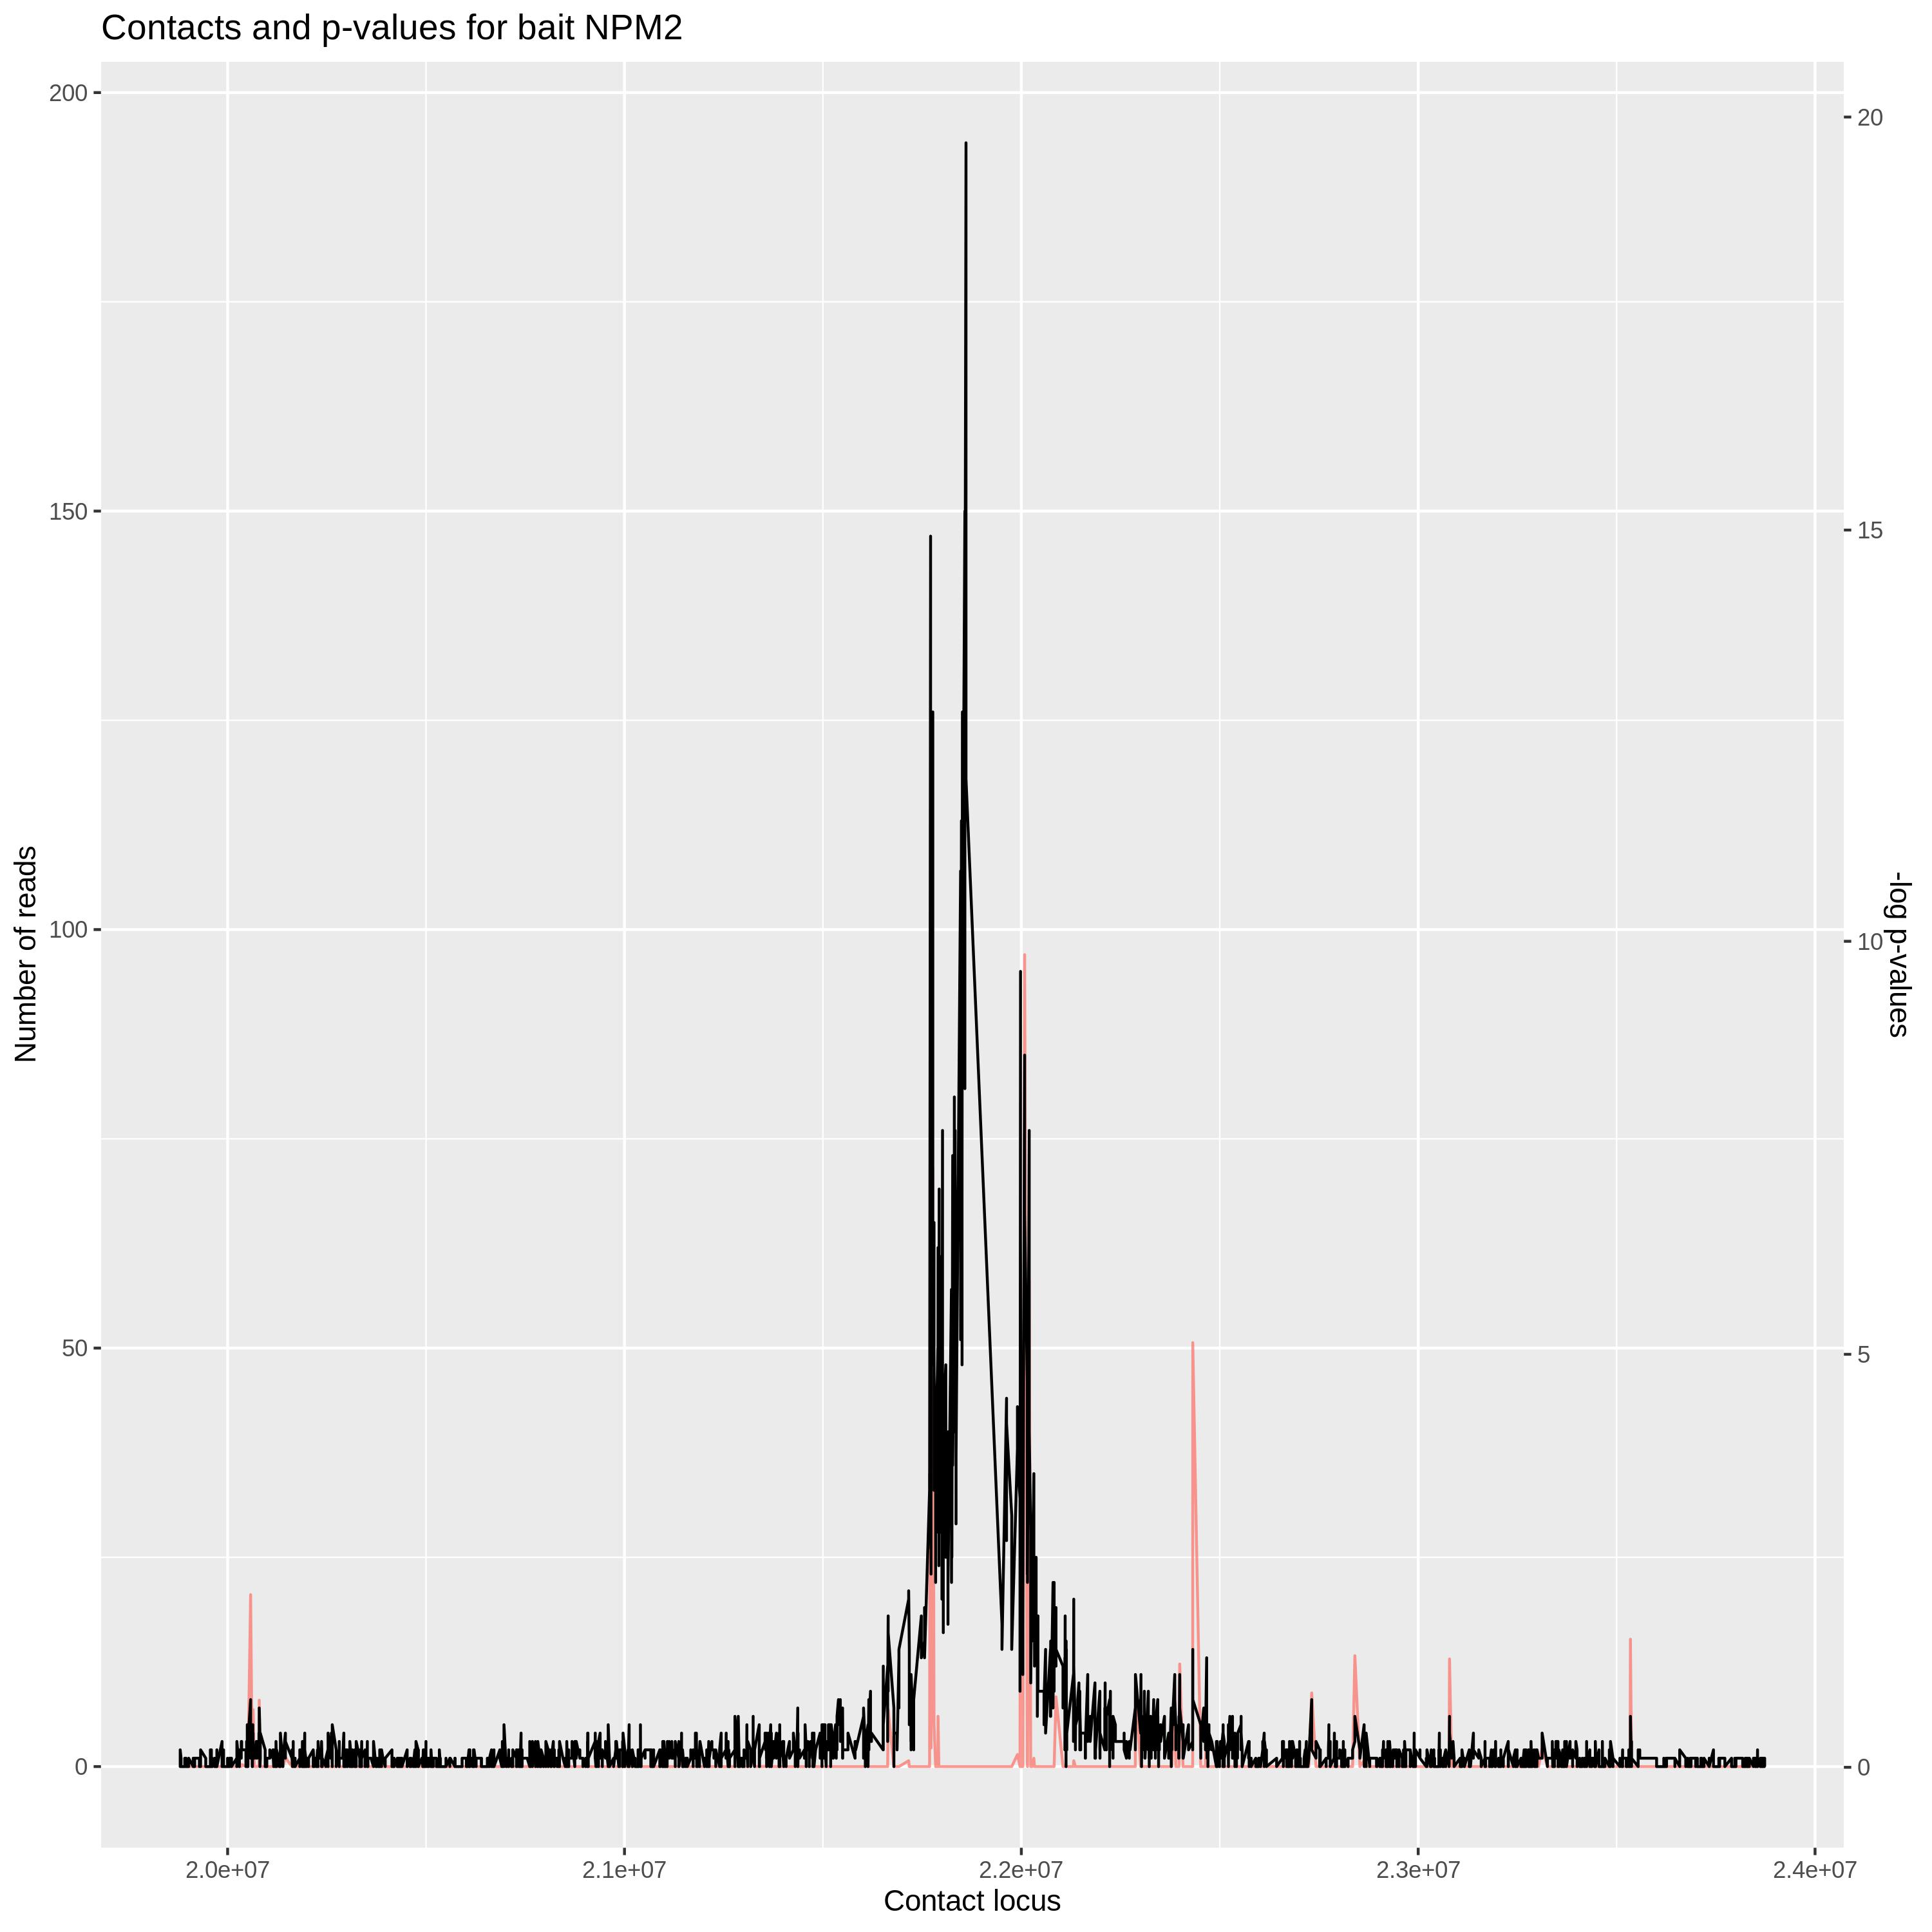 Contacts and p-values for bait NPM2
200
150
100
50
0
Number of reads
20
15
10
5
0
-log p-values
2.0e+07
2.1e+07
2.2e+07
2.3e+07
2.4e+07
Contact locus